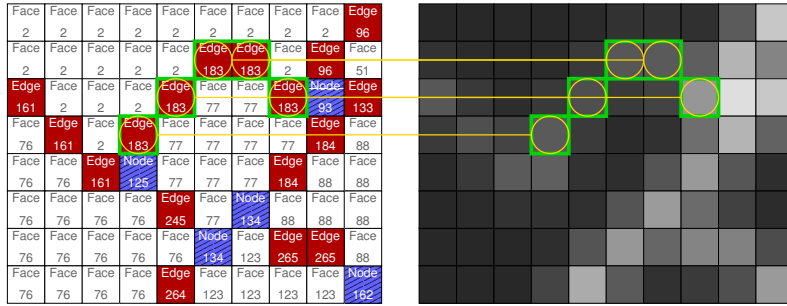 Face Face Face Face Face Face Face Face Face Edge
2 2 2 2 2 2 2 2 2 96
Face Face Face Face Face Edge Edge Face Edge Face
2 2 2 2 2 183 183 2 96 51
Edge Face Face Face Edge Face Face Edge Node Edge
161 2 2 2 183 77 77 183 93 133
Face Edge Face Edge Face Face Face Face Edge Face
76 161 2 183 77 77 77 77 184 88
Face Face Edge Node Face Face Face Edge Face Face
76 76 161 125 77 77 77 184 88 88
Face Face Face Face Edge Face Node Face Face Face
76 76 76 76 245 77 134 88 88 88
Face Face Face Face Face Node Face Edge Edge Face
76 76 76 76 76 134 123 265 265 88
Face Face Face Face Edge Face Face Face Face Node
76 76 76 76 264 123 123 123 123 162